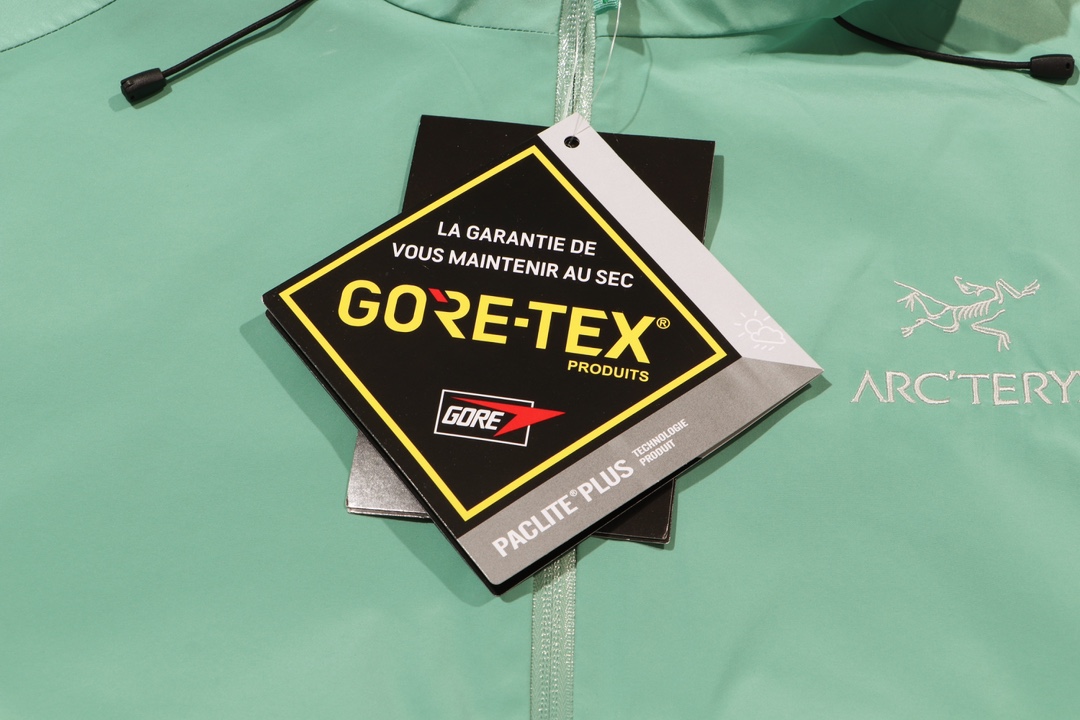 LA GARANTIE DE
VOUS MAINTENIR AU SEC
GORE-TEX®
PRODUITS
GORE
PACLITE® PLUS
TECHNOLOGIE
PRODUIT
ARC'TERY